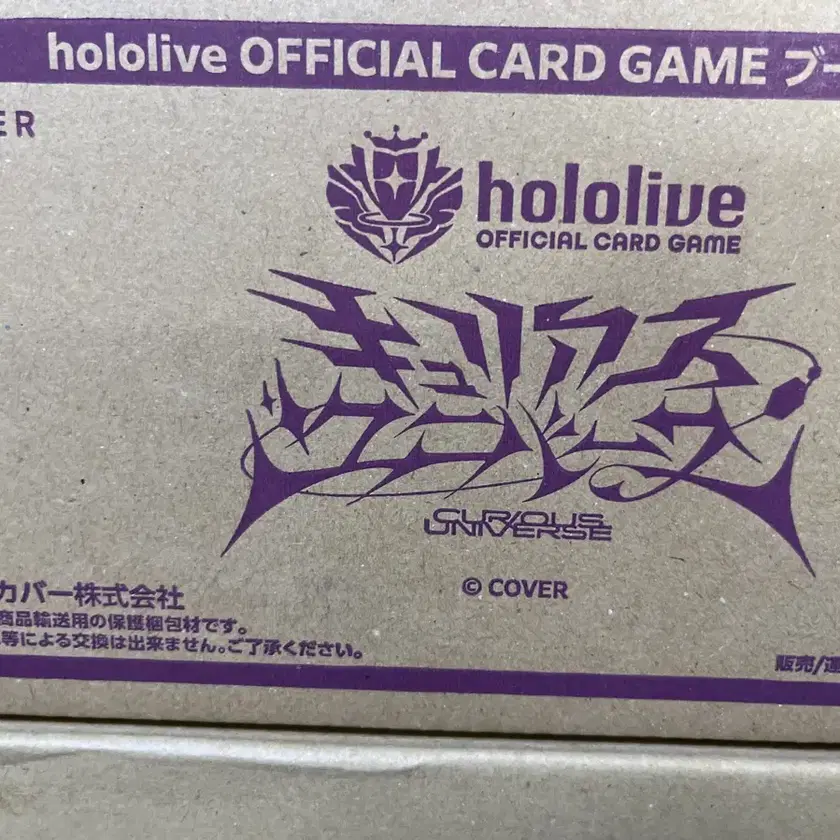 hololive OFFICIAL CARD GAME ブー
ER
hololive
OFFICIAL CARD GAME
キュリアス
ユニバース
CURIOUS
UNIVERSE
© COVER
カバー株式会社
商品輸送用の保護梱包材です。
等による交換は出来ません。ご了承ください。
販売/運